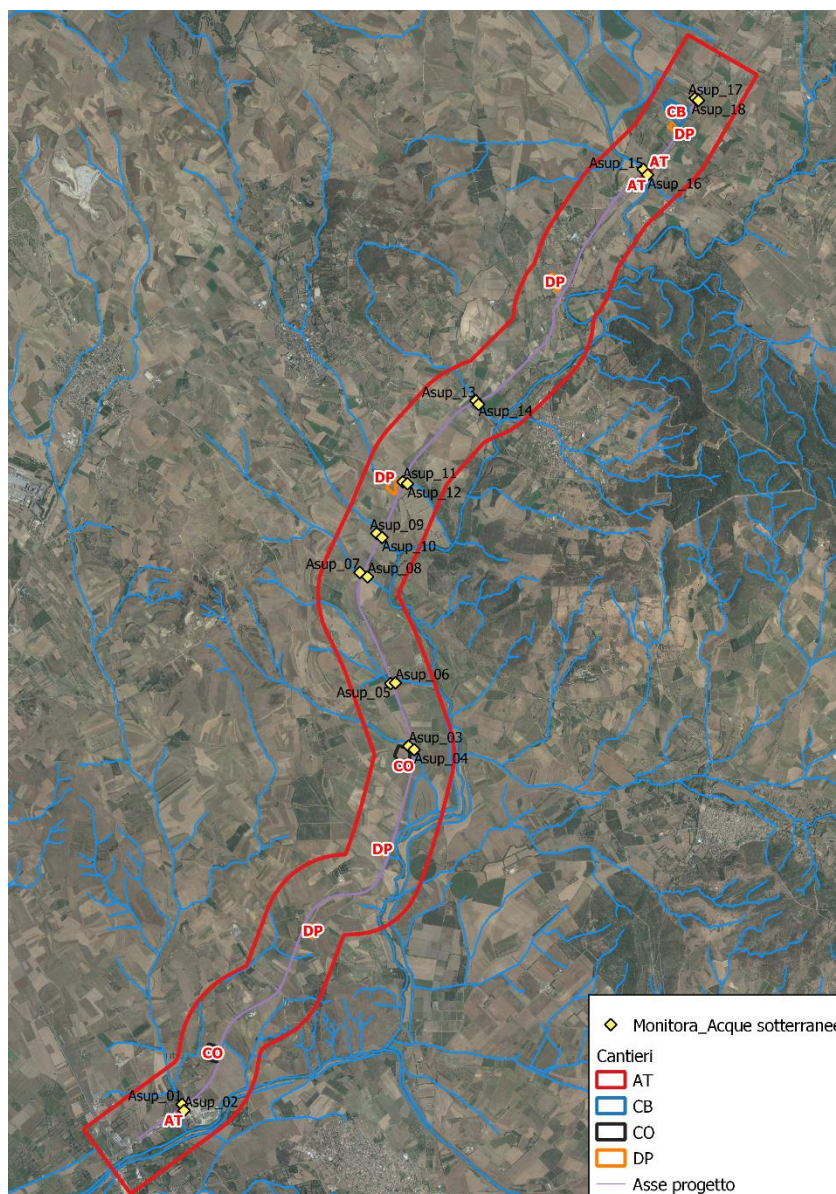 Asup_17
CB
Asup_18
DP
Asup_15
AT
AT
Asup_16
DP
Asup_13
Asup_14
DP
Asup_11
Asup_12
Asup_09
Asup_10
Asup_07
Asup_08
Asup_06
Asup_05
Asup_03
Asup_04
CO
DP
DP
CO
Asup_01
Asup_02
AT
Monitora_Acque sotterranee
Cantieri
AT
CB
CO
DP
Asse progetto